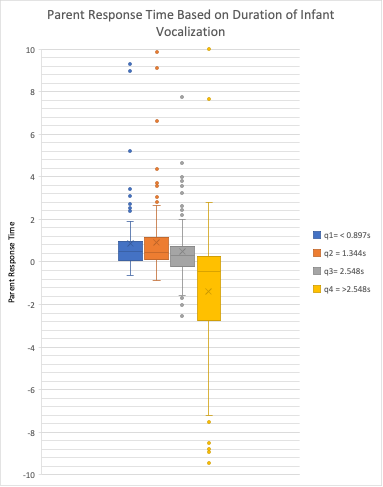 Parent Response Time Based on Duration of Infant
Vocalization
10
8
6
4
2
0
-2
-4
-6
-8
-10
Parent Response Time
q1= < 0.897s
q2 = 1.344s
q3= 2.548s
q4 = >2.548s